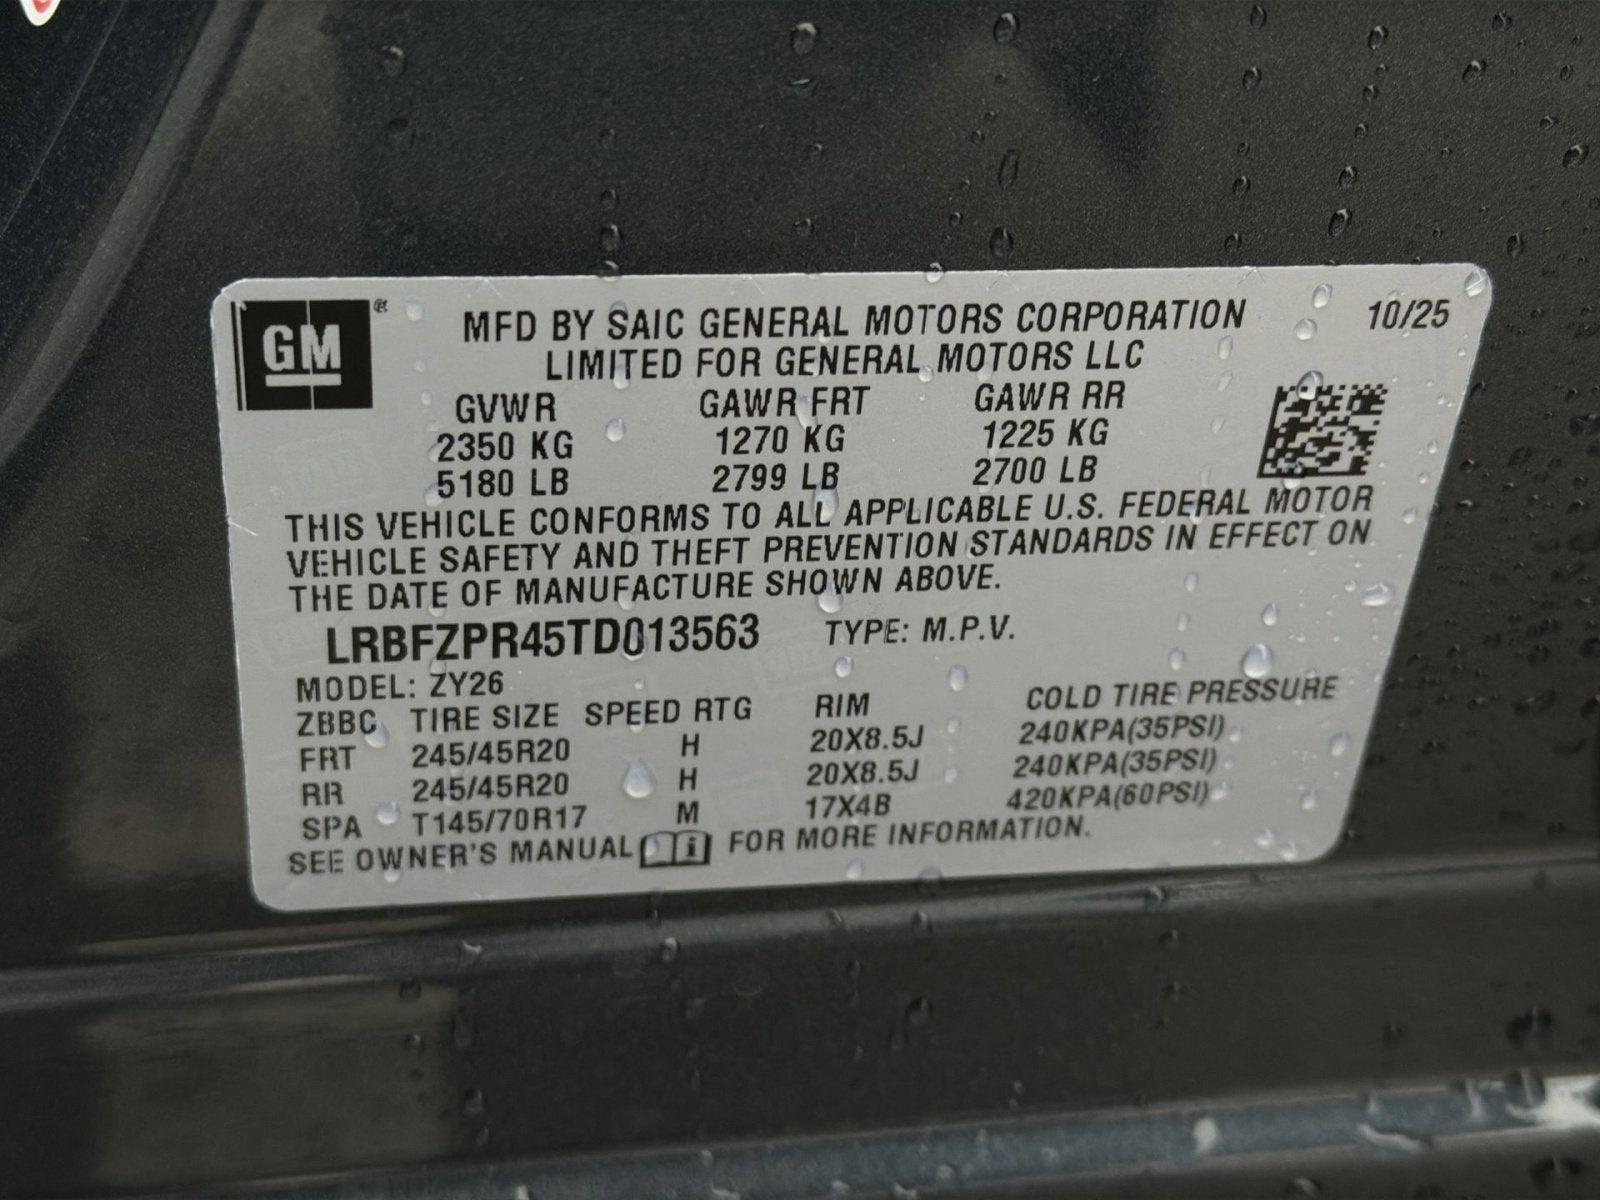 GM ®
MFD BY SAIC GENERAL MOTORS CORPORATION 10/25
LIMITED FOR GENERAL MOTORS LLC
GVWR GAWR FRT GAWR RR
2350 KG 1270 KG 1225 KG
5180 LB 2799 LB 2700 LB
THIS VEHICLE CONFORMS TO ALL APPLICABLE U.S. FEDERAL MOTOR
VEHICLE SAFETY AND THEFT PREVENTION STANDARDS IN EFFECT ON
THE DATE OF MANUFACTURE SHOWN ABOVE.
LRBFZPR45TD013563 TYPE: M.P.V.
MODEL: ZY26
ZBBC TIRE SIZE SPEED RTG RIM COLD TIRE PRESSURE
FRT 245/45R20 H 20X8.5J 240KPA(35PSI)
RR 245/45R20 H 20X8.5J 240KPA(35PSI)
SPA T145/70R17 M 17X4B 420KPA(60PSI)
SEE OWNER'S MANUAL i FOR MORE INFORMATION.